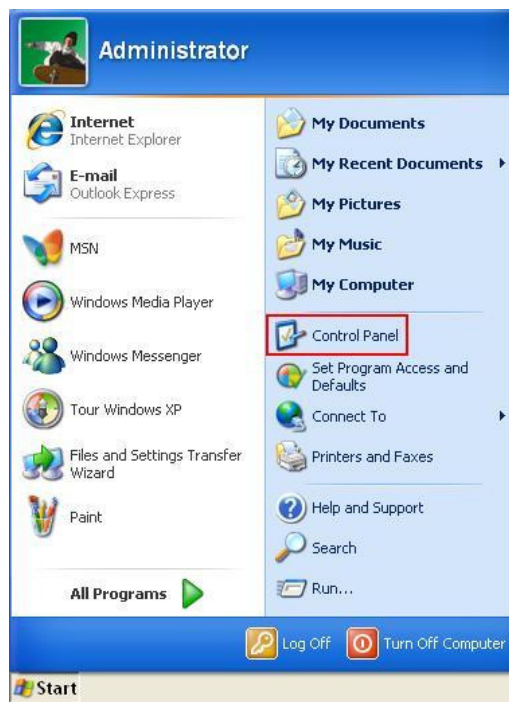 Administrator
Internet
Internet Explorer
E-mail
Outlook Express
MSN
Windows Media Player
Windows Messenger
Tour Windows XP
Files and Settings Transfer
Wizard
Paint
All Programs
My Documents
My Recent Documents
My Pictures
My Music
My Computer
Control Panel
Set Program Access and
Defaults
Connect To
Printers and Faxes
Help and Support
Search
Run...
Log Off
Turn Off Computer
Start